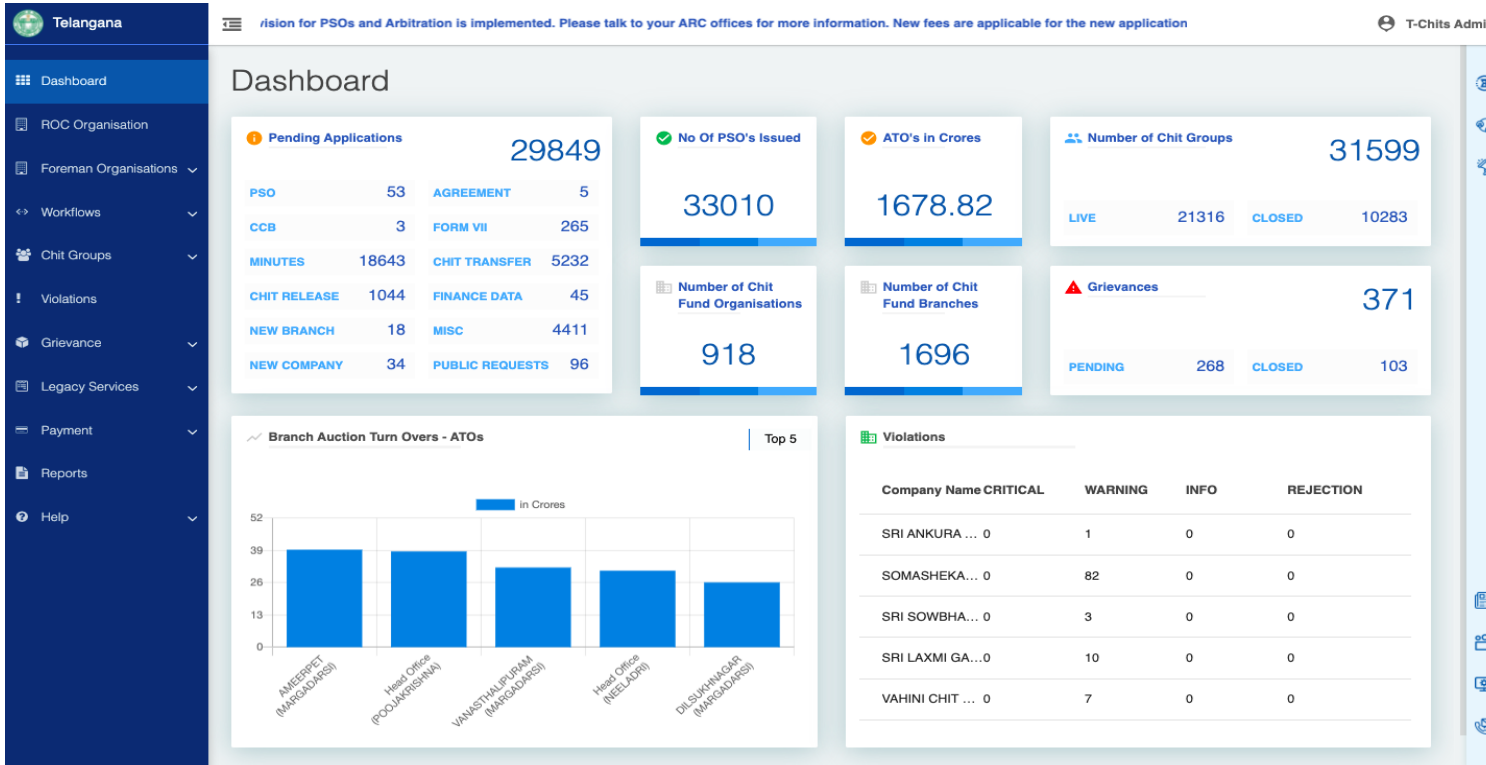 Telangana
ision for PSOs and Arbitration is implemented. Please talk to your ARC offices for more information. New fees are applicable for the new application
T-Chits Admi
Dashboard
ROC Organisation
Foreman Organisations
Workflows
Chit Groups
Violations
Grievance
Legacy Services
Payment
Reports
Help
Dashboard
Pending Applications
29849
PSO 53 AGREEMENT 5
CCB 3 FORM VII 265
MINUTES 18643 CHIT TRANSFER 5232
CHIT RELEASE 1044 FINANCE DATA 45
NEW BRANCH 18 MISC 4411
NEW COMPANY 34 PUBLIC REQUESTS 96
No Of PSO's Issued
33010
ATO's in Crores
1678.82
Number of Chit Groups
31599
LIVE 21316 CLOSED 10283
Number of Chit
Fund Organisations
918
Number of Chit
Fund Branches
1696
Grievances
371
PENDING 268 CLOSED 103
Branch Auction Turn Overs - ATOs
Top 5
in Crores
52
39
26
13
0
AMEERPET
(MARGADARSI)
Head Office
(POOJAKRISHNA)
VANASTHALIPURAM
(MARGADARSI)
Head Office
(NEELADRI)
DILSUKHNAGAR
(MARGADARSI)
Violations
Company Name CRITICAL WARNING INFO REJECTION
SRI ANKURA ... 0 1 0 0
SOMASHEKA... 0 82 0 0
SRI SOWBHA... 0 3 0 0
SRI LAXMI GA...0 10 0 0
VAHINI CHIT ... 0 7 0 0